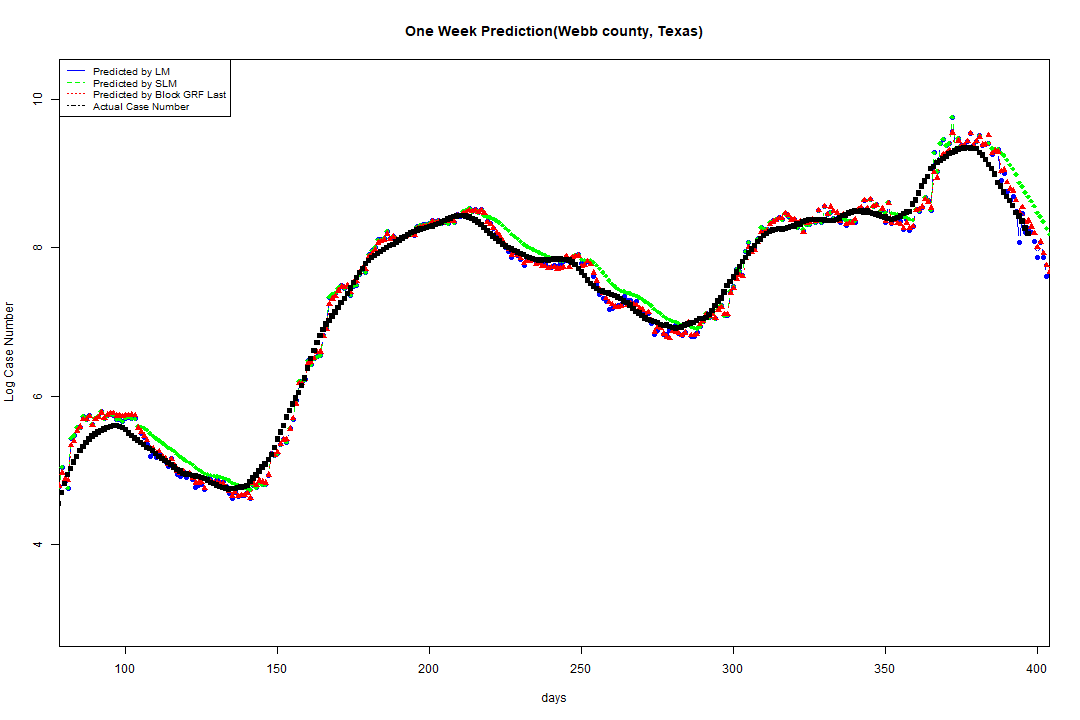 One Week Prediction(Webb county, Texas)
Predicted by LM
Predicted by SLM
Predicted by Block GRF Last
Actual Case Number
10
8
6
4
Log Case Number
100 150 200 250 300 350 400
days